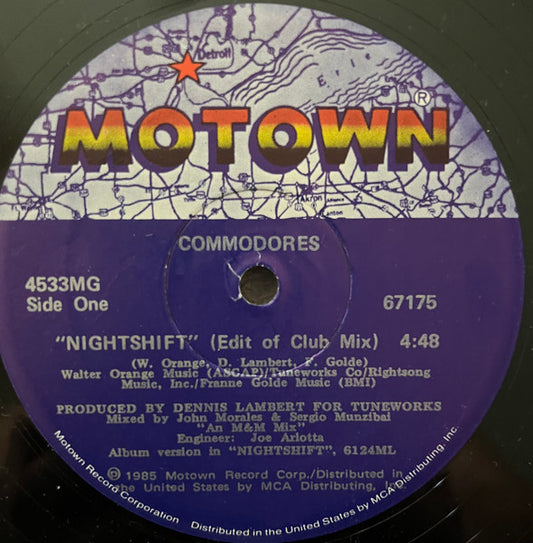 Detroit
Erie
MOTOWN®
Akron
COMMODORES
4533MG
Side One
67175
"NIGHTSHIFT" (Edit of Club Mix) 4:48
(W. Orange, D. Lambert, F. Golde)
Walter Orange Music (ASCAP)/Tuneworks Co/Rightsong
Music, Inc./Franne Golde Music (BMI)
PRODUCED BY DENNIS LAMBERT FOR TUNEWORKS
Mixed by John Morales & Sergio Munzibai
"An M&M Mix"
Engineer: Joe Arlotta
Album version in "NIGHTSHIFT", 6124ML
℗ 1985 Motown Record Corp./Distributed in
the United States by MCA Distributing, Inc.
Motown Record Corporation Distributed in the United States by MCA Distributing, Inc.